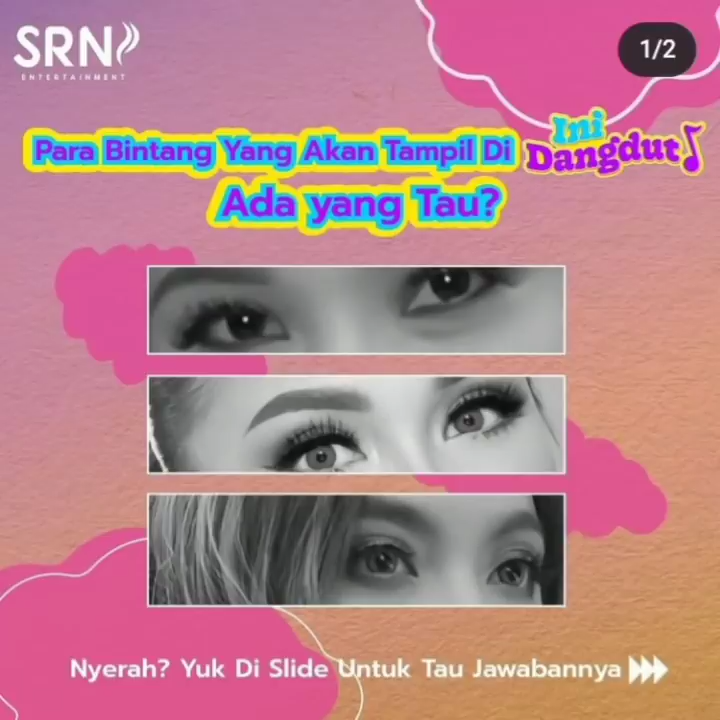 SRN
ENTERTAINMENT
1/2
Para Bintang Yang Akan Tampil Di Ini Dangdut
Ada yang Tau?
Nyerah? Yuk Di Slide Untuk Tau Jawabannya